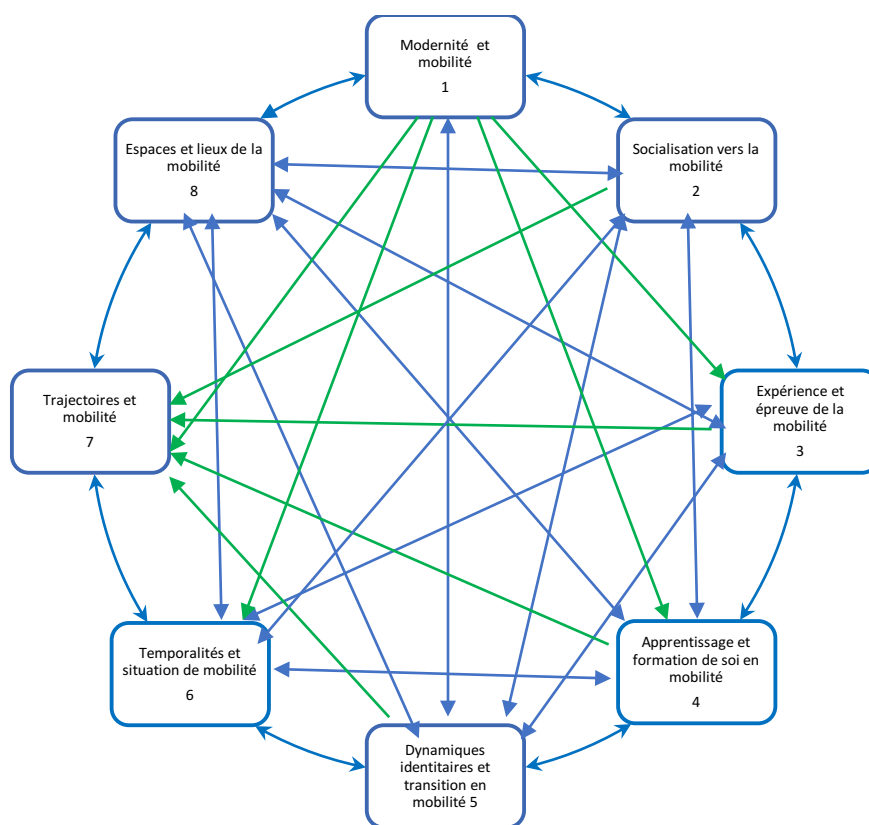 Modernité et
mobilité
1
Socialisation vers la
mobilité
2
Expérience et
épreuve de la
mobilité
3
Apprentissage et
formation de soi en
mobilité
4
Dynamiques
identitaires et
transition en
mobilité 5
Temporalités et
situation de mobilité
6
Trajectoires et
mobilité
7
Espaces et lieux de la
mobilité
8